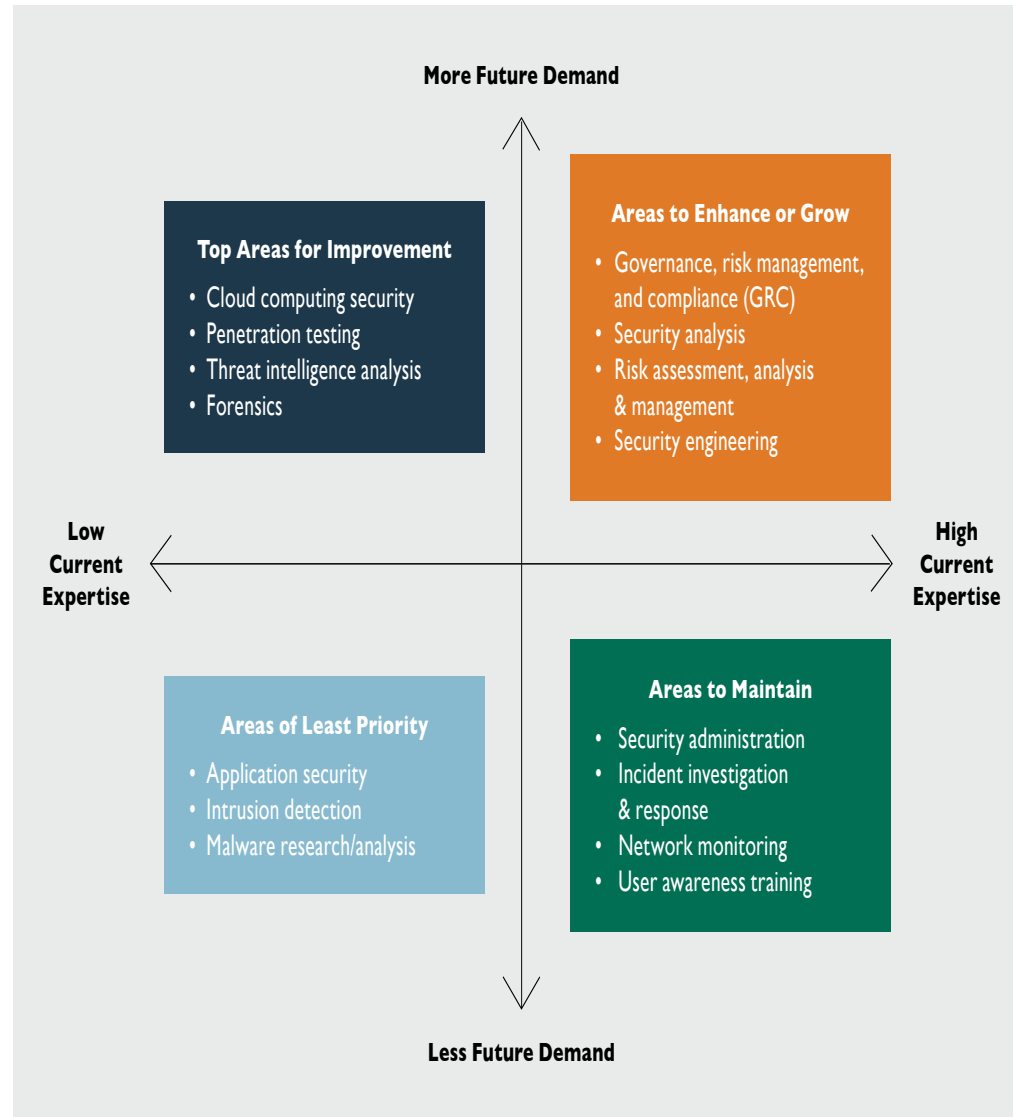 More Future Demand
Top Areas for Improvement
• Cloud computing security
• Penetration testing
• Threat intelligence analysis
• Forensics
Areas to Enhance or Grow
• Governance, risk management,
and compliance (GRC)
• Security analysis
• Risk assessment, analysis
& management
• Security engineering
Low
Current
Expertise
High
Current
Expertise
Areas of Least Priority
• Application security
• Intrusion detection
• Malware research/analysis
Areas to Maintain
• Security administration
• Incident investigation
& response
• Network monitoring
• User awareness training
Less Future Demand